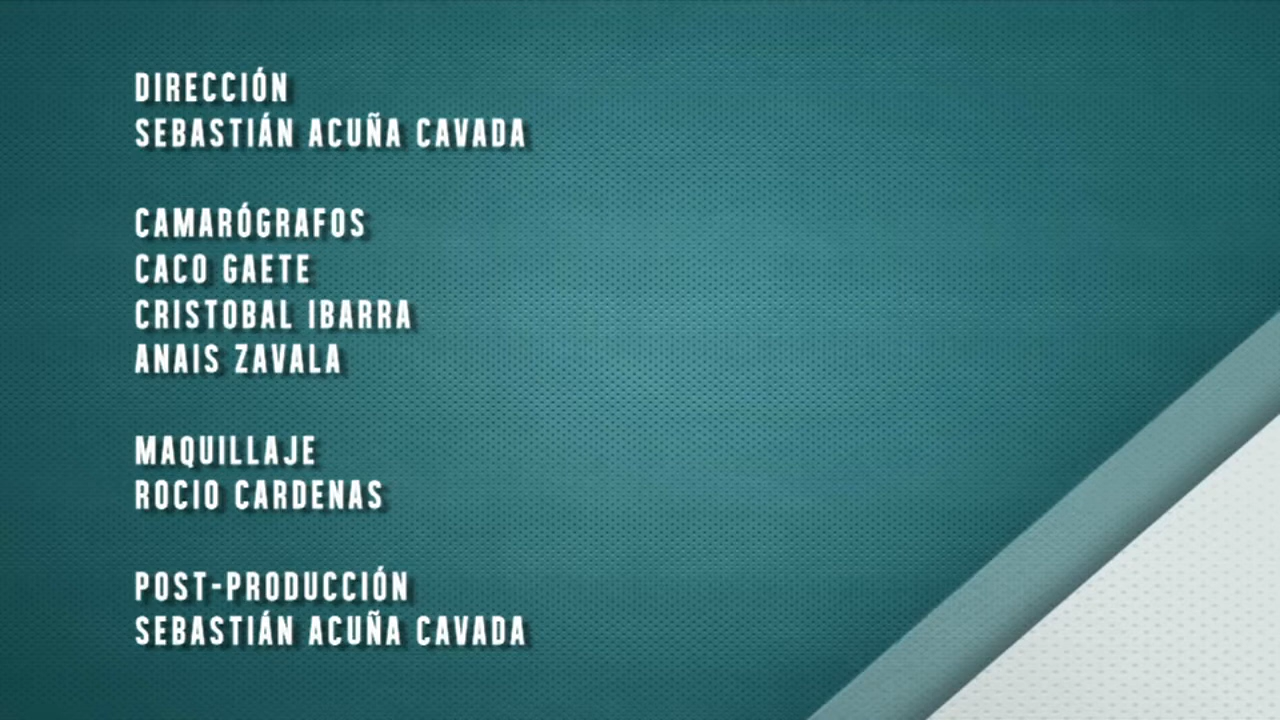 DIRECCIÓN
SEBASTIÁN ACUÑA CAVADA
CAMARÓGRAFOS
CACO GAETE
CRISTOBAL IBARRA
ANAIS ZAVALA
MAQUILLAJE
ROCIO CARDENAS
POST-PRODUCCIÓN
SEBASTIÁN ACUÑA CAVADA